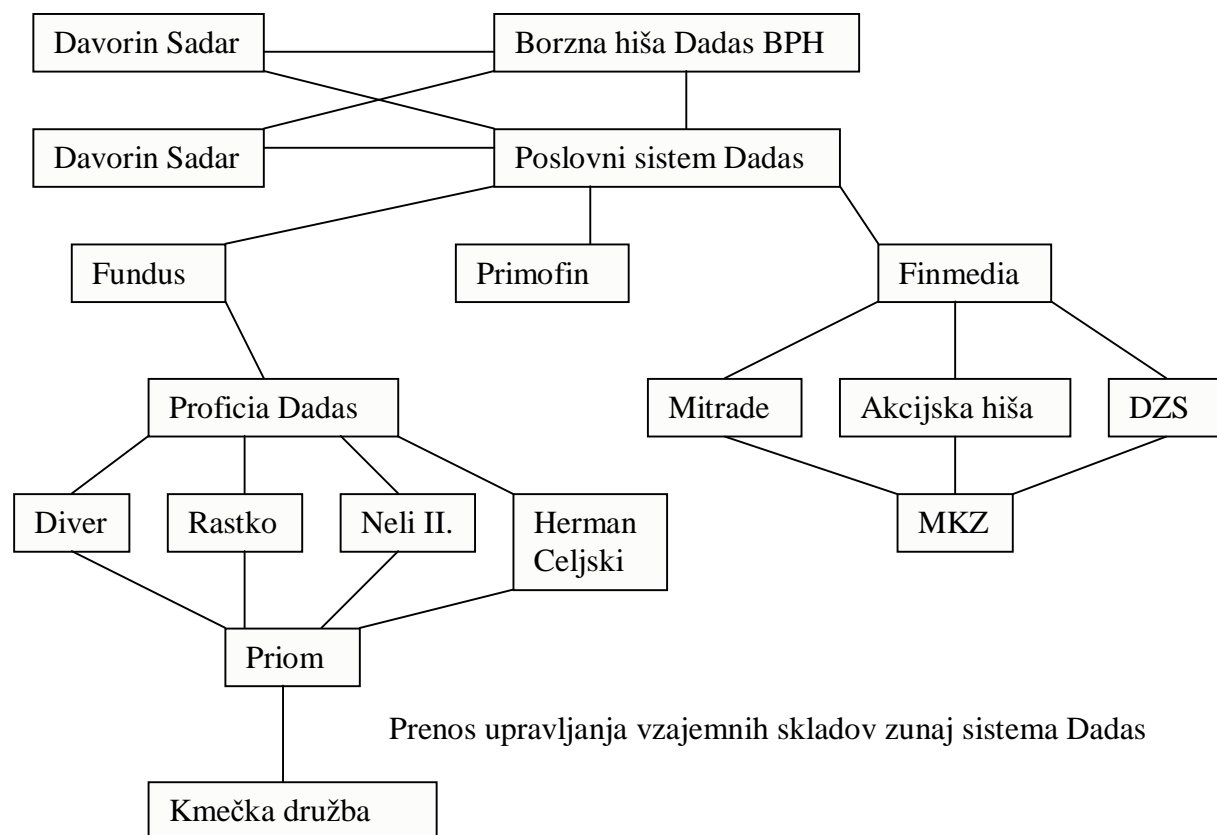 Davorin Sadar
Borzna hiša Dadas BPH
Davorin Sadar
Poslovni sistem Dadas
Fundus
Primofin
Finmedia
Proficia Dadas
Mitrade
Akcijska hiša
DZS
Diver
Rastko
Neli II.
Herman
Celjski
MKZ
Priom
Prenos upravljanja vzajemnih skladov zunaj sistema Dadas
Kmečka družba